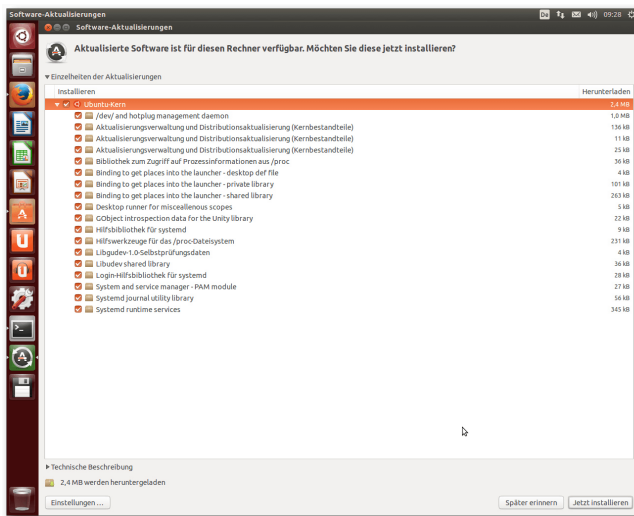 Software-Aktualisierungen
De 09:28
Software-Aktualisierungen
Aktualisierte Software ist für diesen Rechner verfügbar. Möchten Sie diese jetzt installieren?
Einzelheiten der Aktualisierungen
Installieren Herunterladen
Ubuntu-Kern 2,4 MB
/dev/ and hotplug management daemon 1,0 MB
Aktualisierungsverwaltung und Distributionsaktualisierung (Kernbestandteile) 136 kB
Aktualisierungsverwaltung und Distributionsaktualisierung (Kernbestandteile) 11 kB
Aktualisierungsverwaltung und Distributionsaktualisierung (Kernbestandteile) 25 kB
Bibliothek zum Zugriff auf Prozessinformationen aus /proc 36 kB
Binding to get places into the launcher - desktop def file 4 kB
Binding to get places into the launcher - private library 101 kB
Binding to get places into the launcher - shared library 263 kB
Desktop runner for misceallenous scopes 5 kB
GObject introspection data for the Unity library 22 kB
Hilfsbibliothek für systemd 9 kB
Hilfswerkzeuge für das /proc-Dateisystem 231 kB
Libgudev-1.0-Selbstprüfungsdaten 4 kB
Libudev shared library 36 kB
Login-Hilfsbibliothek für systemd 28 kB
System and service manager - PAM module 27 kB
Systemd journal utility library 56 kB
Systemd runtime services 345 kB
Technische Beschreibung
2,4 MB werden heruntergeladen
Einstellungen ... Später erinnern Jetzt installieren